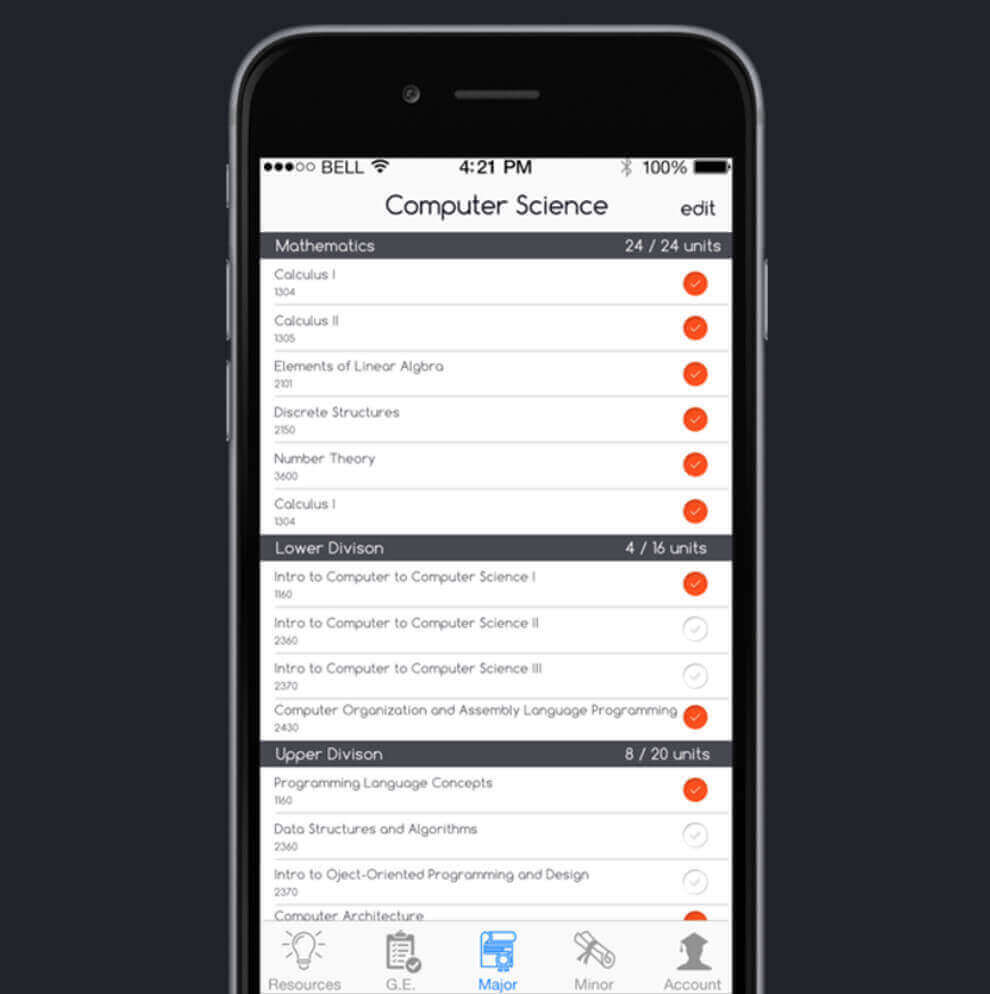 BELL 4:21 PM 100%
Computer Science edit
Mathematics 24 / 24 units
Calculus I
1304
Calculus II
1305
Elements of Linear Algbra
2101
Discrete Structures
2150
Number Theory
3600
Calculus I
1304
Lower Divison 4 / 16 units
Intro to Computer to Computer Science I
1160
Intro to Computer to Computer Science II
2360
Intro to Computer to Computer Science III
2370
Computer Organization and Assembly Language Programming
2430
Upper Divison 8 / 20 units
Programming Language Concepts
1160
Data Structures and Algorithms
2360
Intro to Oject-Oriented Programming and Design
2370
Computer Architecture
Resources G.E. Major Minor Account